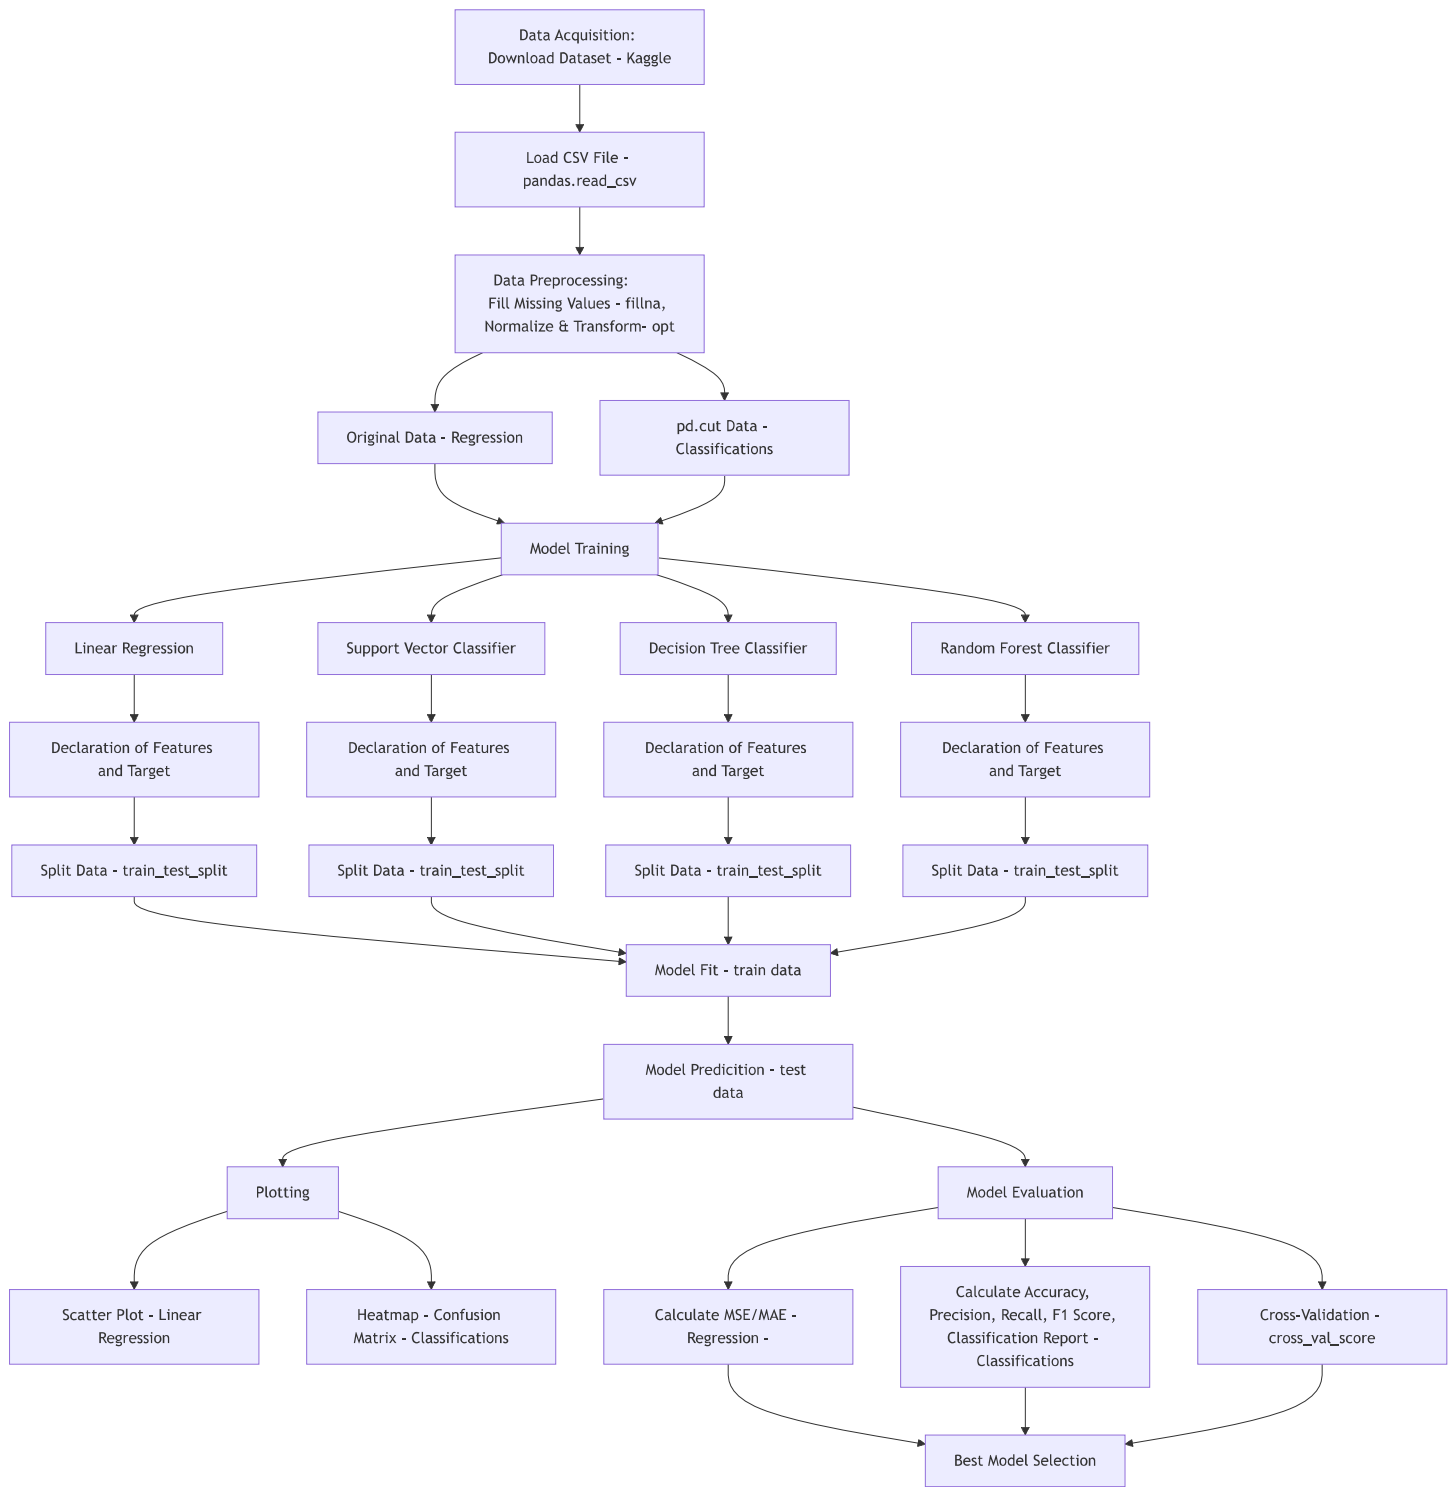 Data Acquisition:
Download Dataset - Kaggle
Load CSV File -
pandas.read_csv
Data Preprocessing:
Fill Missing Values - fillna,
Normalize & Transform- opt
Original Data - Regression
pd.cut Data -
Classifications
Model Training
Linear Regression
Support Vector Classifier
Decision Tree Classifier
Random Forest Classifier
Declaration of Features
and Target
Declaration of Features
and Target
Declaration of Features
and Target
Declaration of Features
and Target
Split Data - train_test_split
Split Data - train_test_split
Split Data - train_test_split
Split Data - train_test_split
Model Fit - train data
Model Predicition - test
data
Plotting
Model Evaluation
Scatter Plot - Linear
Regression
Heatmap - Confusion
Matrix - Classifications
Calculate MSE/MAE -
Regression -
Calculate Accuracy,
Precision, Recall, F1 Score,
Classification Report -
Classifications
Cross-Validation -
cross_val_score
Best Model Selection